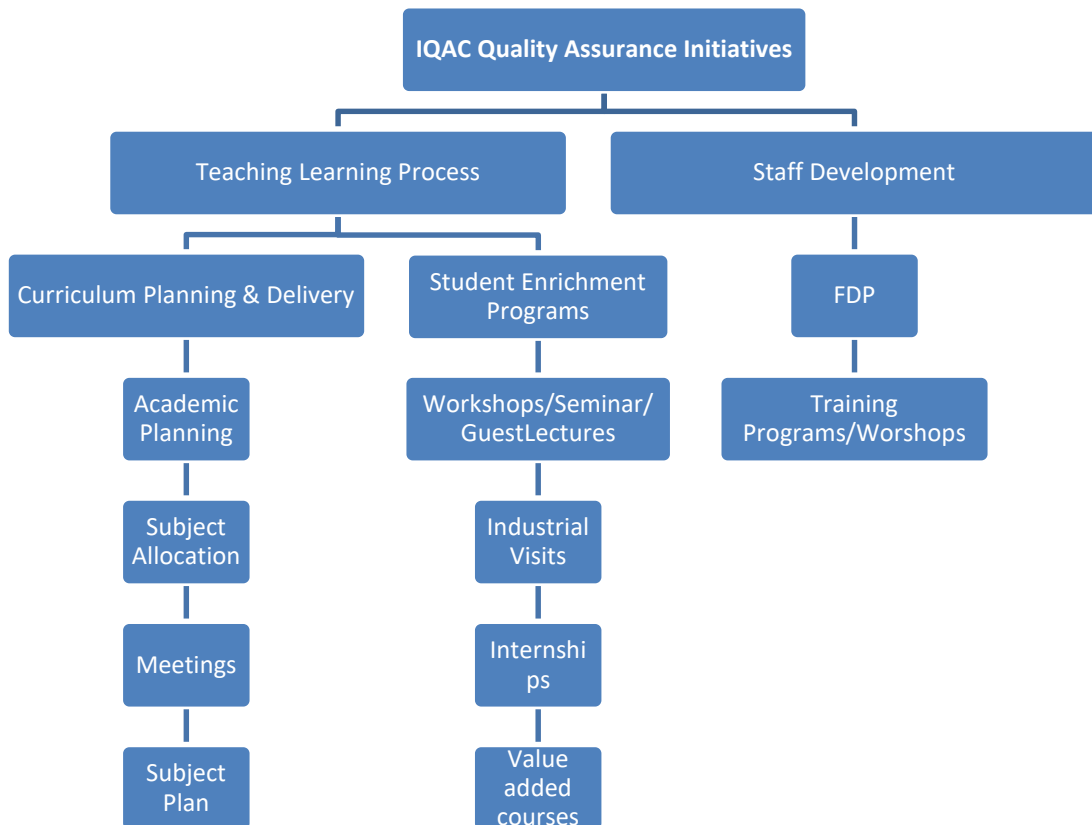 IQAC Quality Assurance Initiatives
Teaching Learning Process
Staff Development
Curriculum Planning & Delivery
Student Enrichment
Programs
FDP
Academic
Planning
Workshops/Seminar/
GuestLectures
Training
Programs/Worshops
Subject
Allocation
Industrial
Visits
Meetings
Internshi
ps
Subject
Plan
Value
added
courses